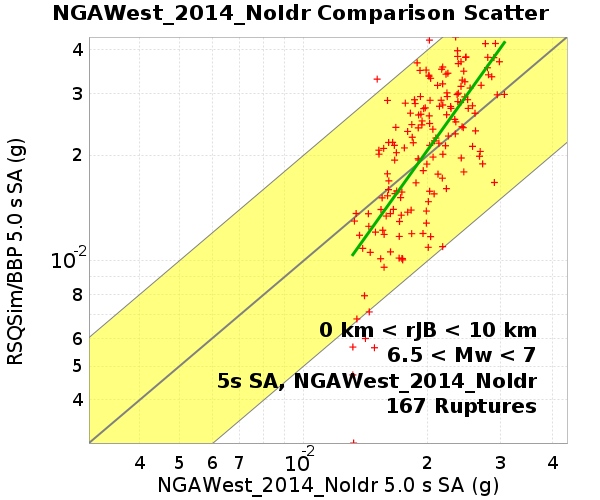 NGAWest_2014_NoIdr Comparison Scatter
RSQSim/BBP 5.0 s SA (g)
4
3
2
10-2
8
6
5
4
0 km < rJB < 10 km
6.5 < Mw < 7
5s SA, NGAWest_2014_NoIdr
167 Ruptures
4 5 6 7 10-2 2 3 4
NGAWest_2014_NoIdr 5.0 s SA (g)